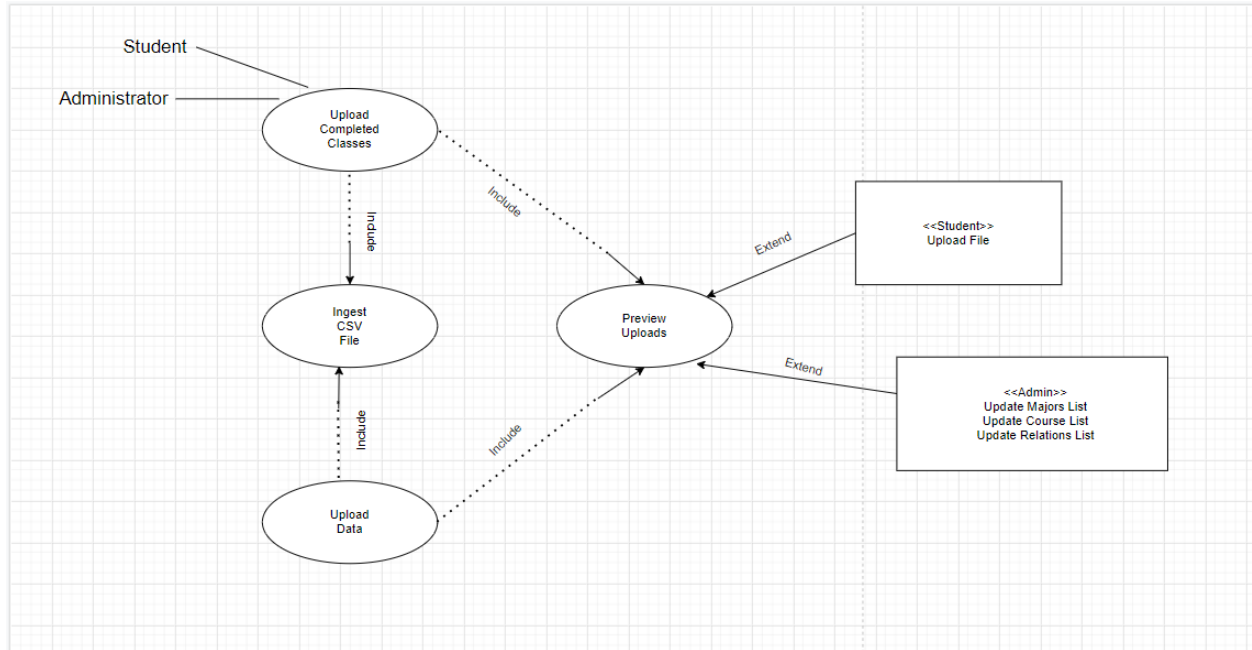 Student
Administrator
Upload
Completed
Classes
Include
Include
<<Student>>
Upload File
Extend
Ingest
CSV
File
Preview
Uploads
Extend
<<Admin>>
Update Majors List
Update Course List
Update Relations List
Include
Include
Upload
Data